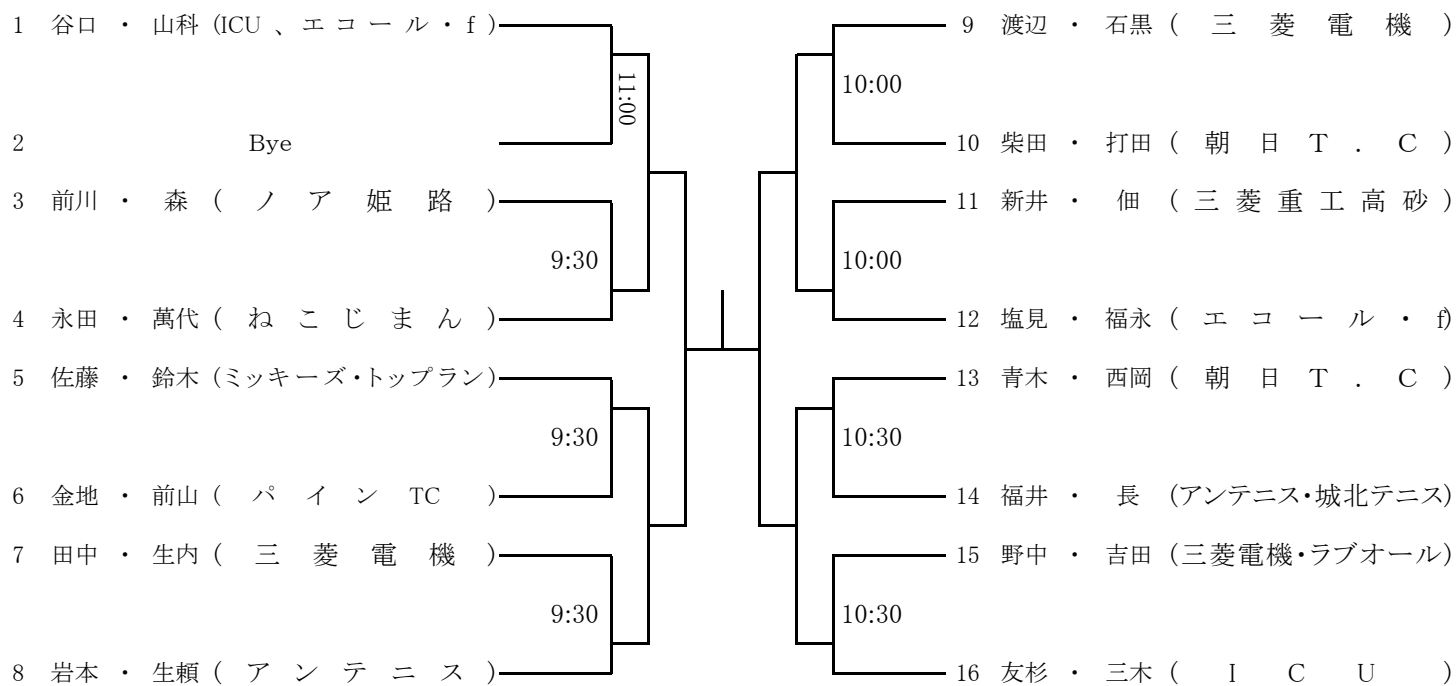 1 谷口 ・ 山科 (ICU 、エコール・f)
11:00
2 Bye
3 前川 ・ 森 (ノア姫路)
9:30
4 永田 ・ 萬代 (ねこじまん)
5 佐藤 ・ 鈴木 (ミッキーズ・トップラン)
9:30
6 金地 ・ 前山 (パインTC)
7 田中 ・ 生内 (三菱電機)
9:30
8 岩本 ・ 生頼 (アンテニス)
9 渡辺 ・ 石黒 (三菱電機)
10:00
10 柴田 ・ 打田 (朝日T.C)
11 新井 ・ 佃 (三菱重工高砂)
10:00
12 塩見 ・ 福永 (エコール・f)
13 青木 ・ 西岡 (朝日T.C)
10:30
14 福井 ・ 長 (アンテニス・城北テニス)
15 野中 ・ 吉田 (三菱電機・ラブオール)
10:30
16 友杉 ・ 三木 (ICU)